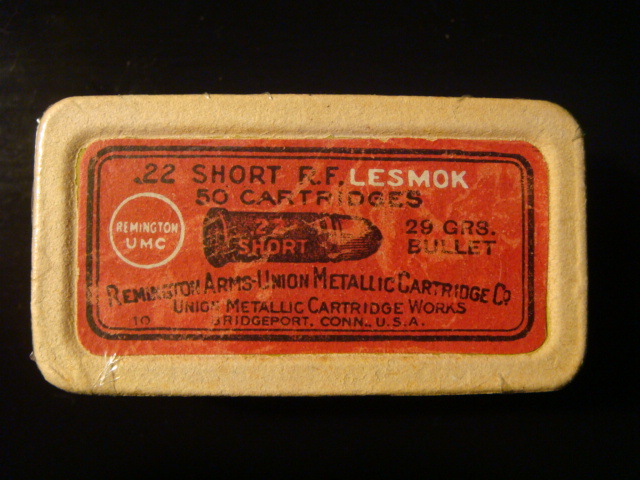 .22 SHORT R.F. LESMOK
50 CARTRIDGES
REMINGTON
UMC
22
SHORT
29 GRS.
BULLET
REMINGTON ARMS-UNION METALLIC CARTRIDGE CO
UNION METALLIC CARTRIDGE WORKS
10 BRIDGEPORT, CONN., U.S.A.